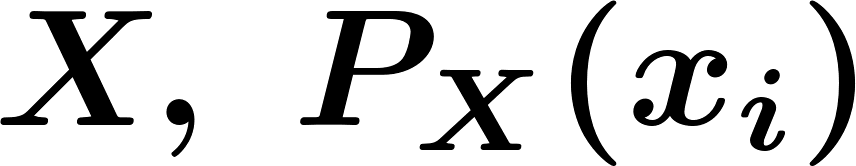 X, P_X(x_i)